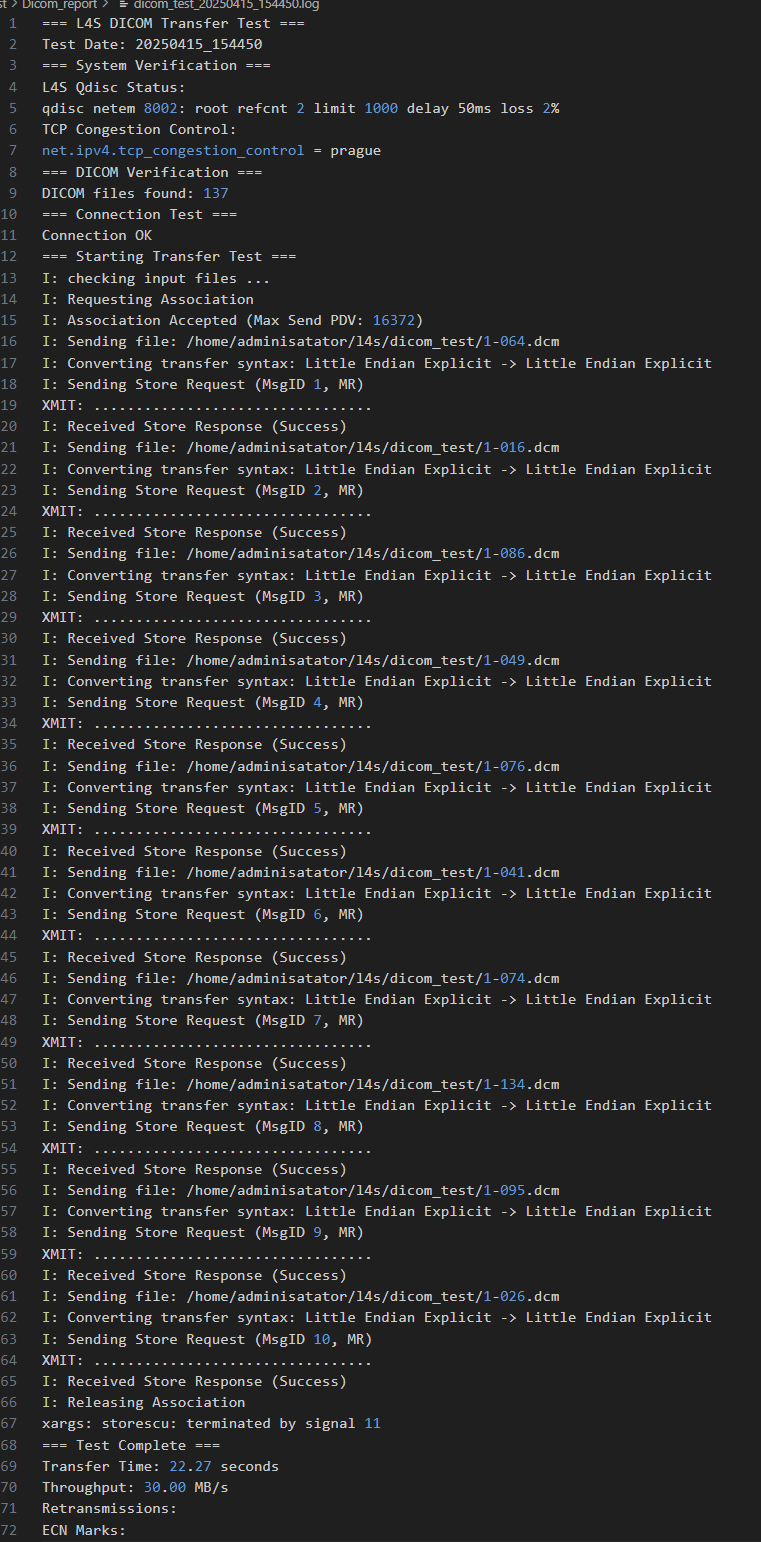 st > Dicom_report > dicom_test_20250415_154450.log
1 === L4S DICOM Transfer Test ===
2 Test Date: 20250415_154450
3 === System Verification ===
4 L4S Qdisc Status:
5 qdisc netem 8002: root refcnt 2 limit 1000 delay 50ms loss 2%
6 TCP Congestion Control:
7 net.ipv4.tcp_congestion_control = prague
8 === DICOM Verification ===
9 DICOM files found: 137
10 === Connection Test ===
11 Connection OK
12 === Starting Transfer Test ===
13 I: checking input files ...
14 I: Requesting Association
15 I: Association Accepted (Max Send PDV: 16372)
16 I: Sending file: /home/adminisatator/l4s/dicom_test/1-064.dcm
17 I: Converting transfer syntax: Little Endian Explicit -> Little Endian Explicit
18 I: Sending Store Request (MsgID 1, MR)
19 XMIT: .................................
20 I: Received Store Response (Success)
21 I: Sending file: /home/adminisatator/l4s/dicom_test/1-016.dcm
22 I: Converting transfer syntax: Little Endian Explicit -> Little Endian Explicit
23 I: Sending Store Request (MsgID 2, MR)
24 XMIT: .................................
25 I: Received Store Response (Success)
26 I: Sending file: /home/adminisatator/l4s/dicom_test/1-086.dcm
27 I: Converting transfer syntax: Little Endian Explicit -> Little Endian Explicit
28 I: Sending Store Request (MsgID 3, MR)
29 XMIT: .................................
30 I: Received Store Response (Success)
31 I: Sending file: /home/adminisatator/l4s/dicom_test/1-049.dcm
32 I: Converting transfer syntax: Little Endian Explicit -> Little Endian Explicit
33 I: Sending Store Request (MsgID 4, MR)
34 XMIT: .................................
35 I: Received Store Response (Success)
36 I: Sending file: /home/adminisatator/l4s/dicom_test/1-076.dcm
37 I: Converting transfer syntax: Little Endian Explicit -> Little Endian Explicit
38 I: Sending Store Request (MsgID 5, MR)
39 XMIT: .................................
40 I: Received Store Response (Success)
41 I: Sending file: /home/adminisatator/l4s/dicom_test/1-041.dcm
42 I: Converting transfer syntax: Little Endian Explicit -> Little Endian Explicit
43 I: Sending Store Request (MsgID 6, MR)
44 XMIT: .................................
45 I: Received Store Response (Success)
46 I: Sending file: /home/adminisatator/l4s/dicom_test/1-074.dcm
47 I: Converting transfer syntax: Little Endian Explicit -> Little Endian Explicit
48 I: Sending Store Request (MsgID 7, MR)
49 XMIT: .................................
50 I: Received Store Response (Success)
51 I: Sending file: /home/adminisatator/l4s/dicom_test/1-134.dcm
52 I: Converting transfer syntax: Little Endian Explicit -> Little Endian Explicit
53 I: Sending Store Request (MsgID 8, MR)
54 XMIT: .................................
55 I: Received Store Response (Success)
56 I: Sending file: /home/adminisatator/l4s/dicom_test/1-095.dcm
57 I: Converting transfer syntax: Little Endian Explicit -> Little Endian Explicit
58 I: Sending Store Request (MsgID 9, MR)
59 XMIT: .................................
60 I: Received Store Response (Success)
61 I: Sending file: /home/adminisatator/l4s/dicom_test/1-026.dcm
62 I: Converting transfer syntax: Little Endian Explicit -> Little Endian Explicit
63 I: Sending Store Request (MsgID 10, MR)
64 XMIT: .................................
65 I: Received Store Response (Success)
66 I: Releasing Association
67 xargs: storescu: terminated by signal 11
68 === Test Complete ===
69 Transfer Time: 22.27 seconds
70 Throughput: 30.00 MB/s
71 Retransmissions:
72 ECN Marks: